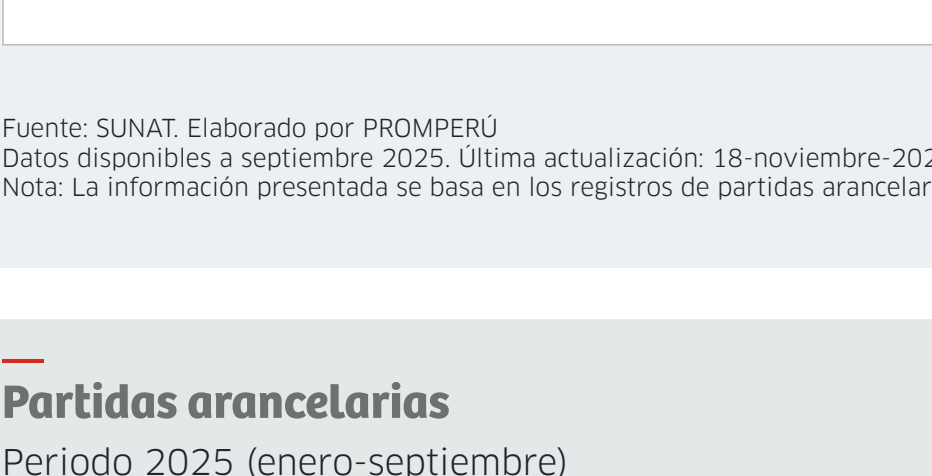 Fuente: SUNAT. Elaborado por PROMPERÚ
Datos disponibles a septiembre 2025. Última actualización: 18-noviembre-202
Nota: La información presentada se basa en los registros de partidas arancelar
Partidas arancelarias
Periodo 2025 (enero-septiembre)